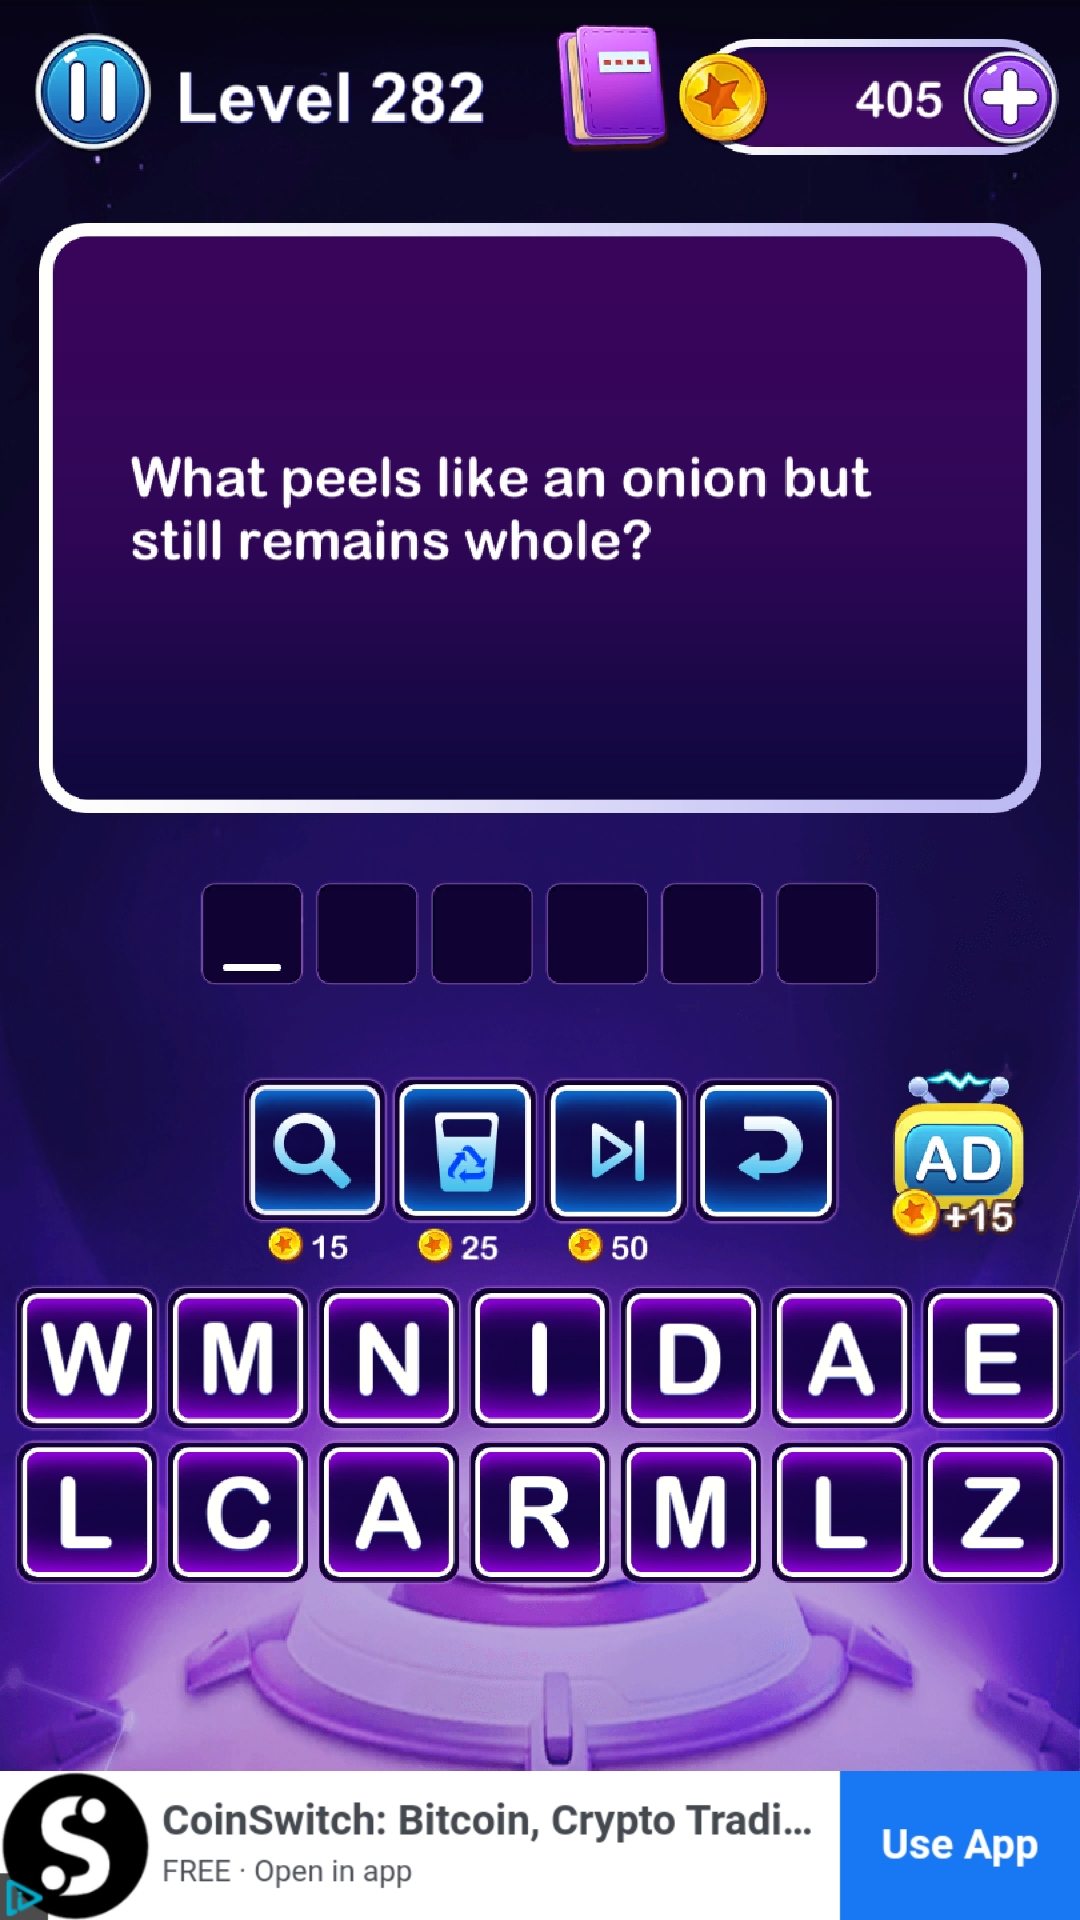 Level 282
405
What peels like an onion but
still remains whole?
AD
+15
15 25 50
W M N I D A E
L C A R M L Z
CoinSwitch: Bitcoin, Crypto Tradi...
FREE · Open in app
Use App